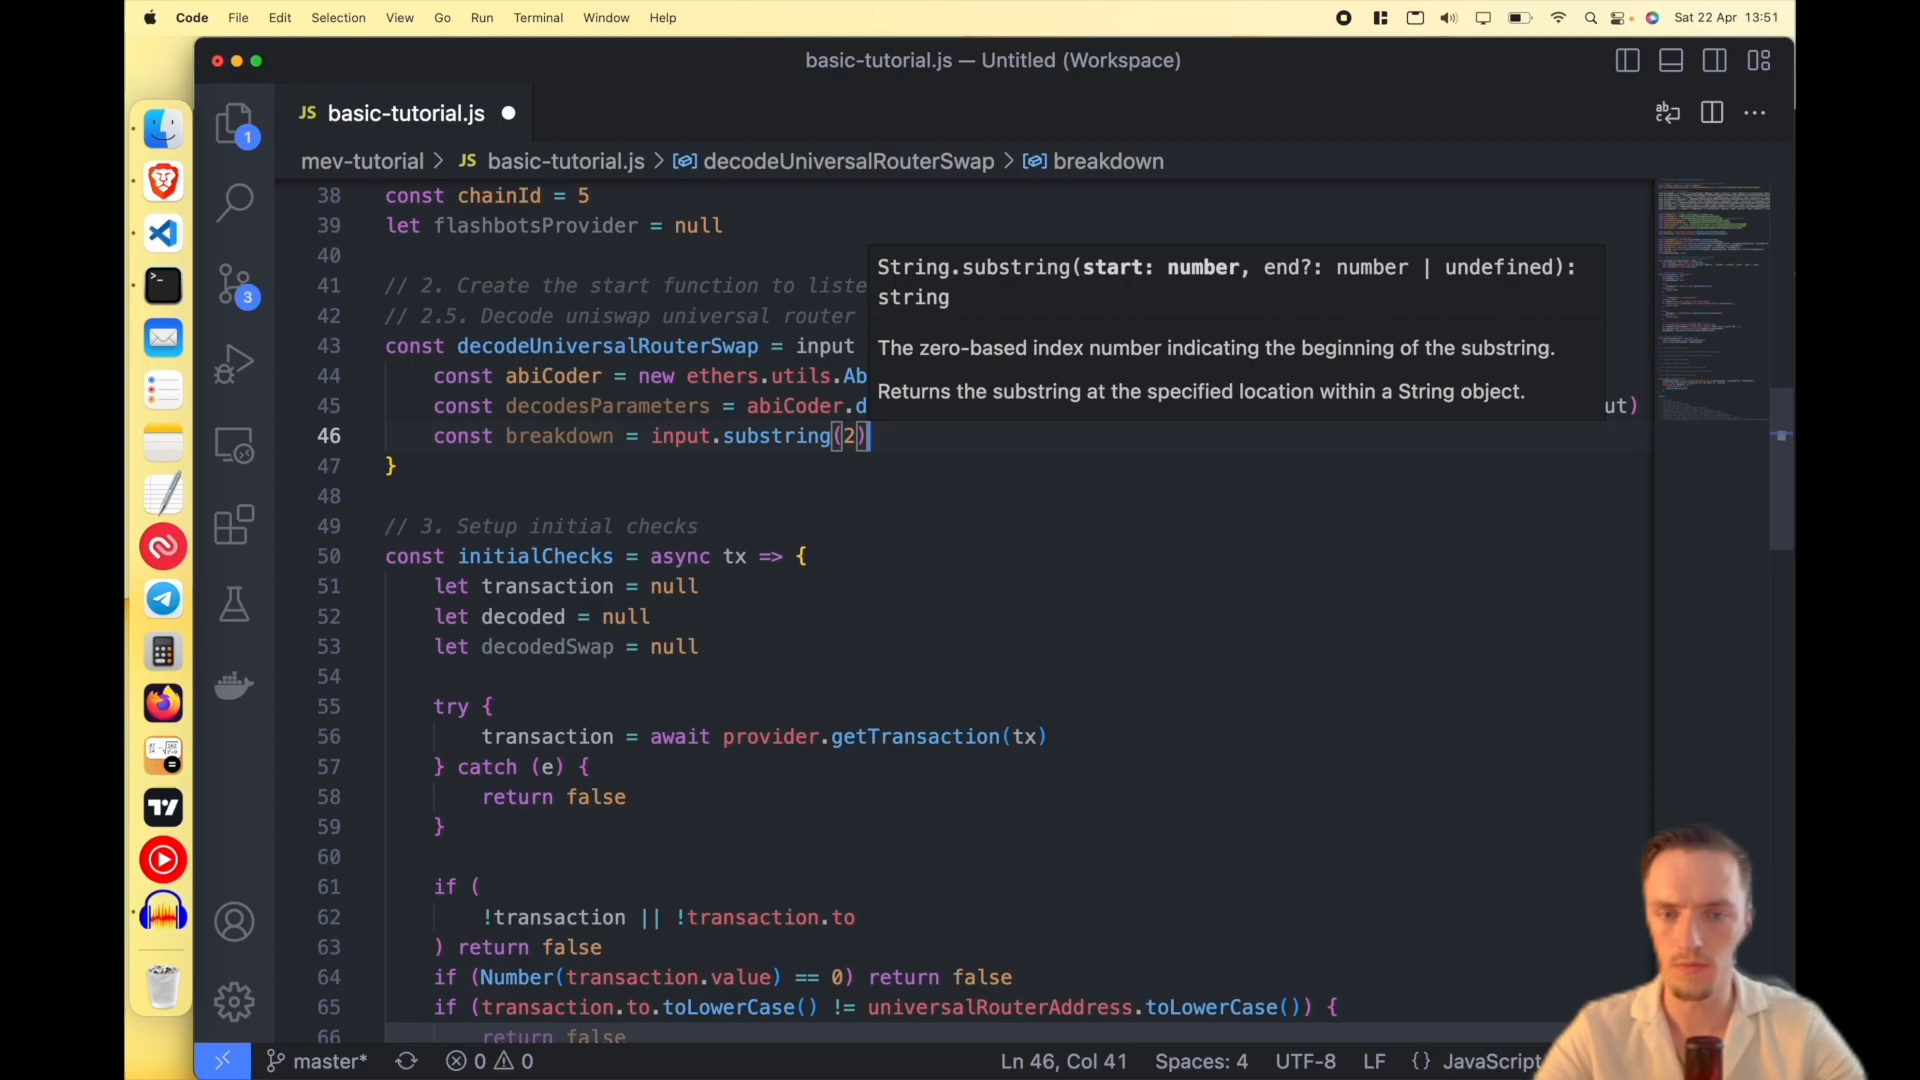 Code File Edit Selection View Go Run Terminal Window Help Sat 22 Apr 13:51
basic-tutorial.js — Untitled (Workspace)
JS basic-tutorial.js
mev-tutorial > JS basic-tutorial.js > decodeUniversalRouterSwap > breakdown
38 const chainId = 5
39 let flashbotsProvider = null
40
41 // 2. Create the start function to liste
42 // 2.5. Decode uniswap universal router
43 const decodeUniversalRouterSwap = input
44 const abiCoder = new ethers.utils.Ab
45 const decodesParameters = abiCoder.d ut)
46 const breakdown = input.substring(2)
47 }
48
49 // 3. Setup initial checks
50 const initialChecks = async tx => {
51 let transaction = null
52 let decoded = null
53 let decodedSwap = null
54
55 try {
56 transaction = await provider.getTransaction(tx)
57 } catch (e) {
58 return false
59 }
60
61 if (
62 !transaction || !transaction.to
63 ) return false
64 if (Number(transaction.value) == 0) return false
65 if (transaction.to.toLowerCase() != universalRouterAddress.toLowerCase()) {
66 return false
String.substring(start: number, end?: number | undefined):
string
The zero-based index number indicating the beginning of the substring.
Returns the substring at the specified location within a String object.
1
3
master* 0 0 Ln 46, Col 41 Spaces: 4 UTF-8 LF {} JavaScript